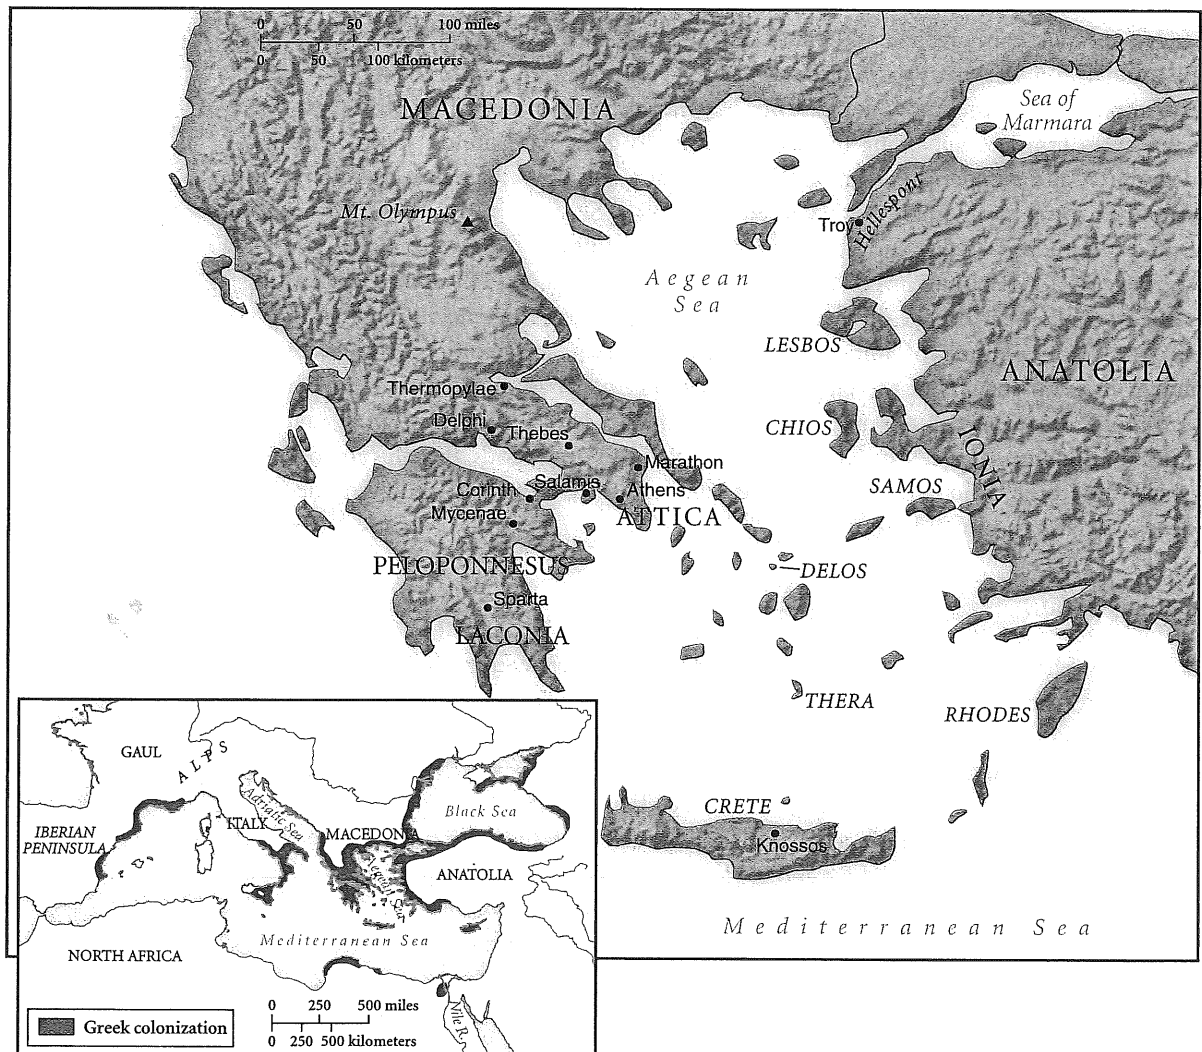 0 50 100 miles
0 50 100 kilometers
MACEDONIA
Sea of
Marmara
Mt. Olympus
Troy
Hellespont
Aegean
Sea
LESBOS
ANATOLIA
Thermopylae
Delphi
Thebes
CHIOS
IONIA
Marathon
Salamis
Corinth
Athens
SAMOS
Mycenae
ATTICA
PELOPONNESUS
DELOS
Sparta
LACONIA
THERA
RHODES
CRETE
Knossos
Mediterranean Sea
GAUL
ALPS
Adriatic Sea
Black Sea
IBERIAN
PENINSULA
ITALY
MACEDONIA
Aegean Sea
ANATOLIA
Mediterranean Sea
NORTH AFRICA
Nile R.
0 250 500 miles
0 250 500 kilometers
Greek colonization